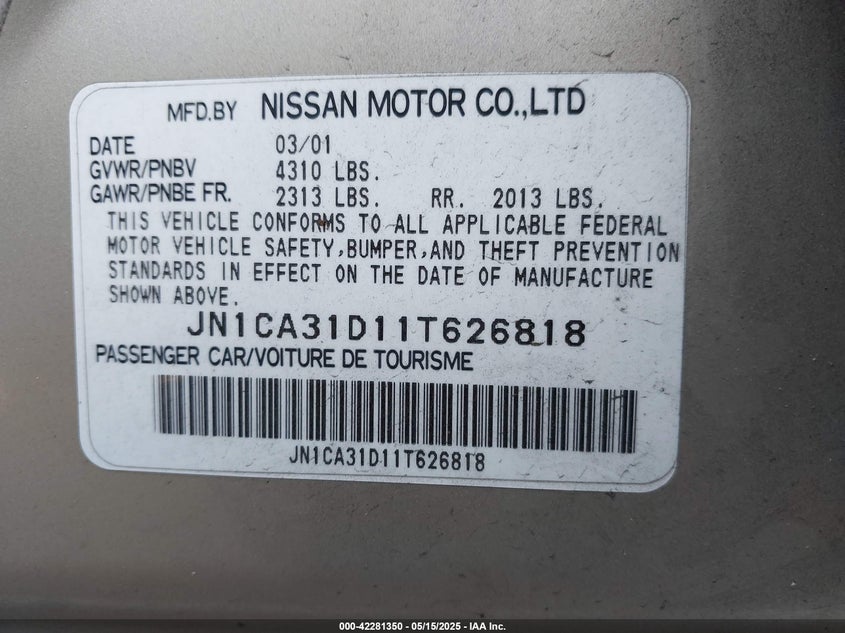 MFD.BY NISSAN MOTOR CO.,LTD
DATE 03/01
GVWR/PNBV 4310 LBS.
GAWR/PNBE FR. 2313 LBS. RR. 2013 LBS.
THIS VEHICLE CONFORMS TO ALL APPLICABLE FEDERAL
MOTOR VEHICLE SAFETY,BUMPER,AND THEFT PREVENTION
STANDARDS IN EFFECT ON THE DATE OF MANUFACTURE
SHOWN ABOVE.
JN1CA31D11T626818
PASSENGER CAR/VOITURE DE TOURISME
JN1CA31D11T626818
000-42281350 - 05/15/2025 - IAA Inc.